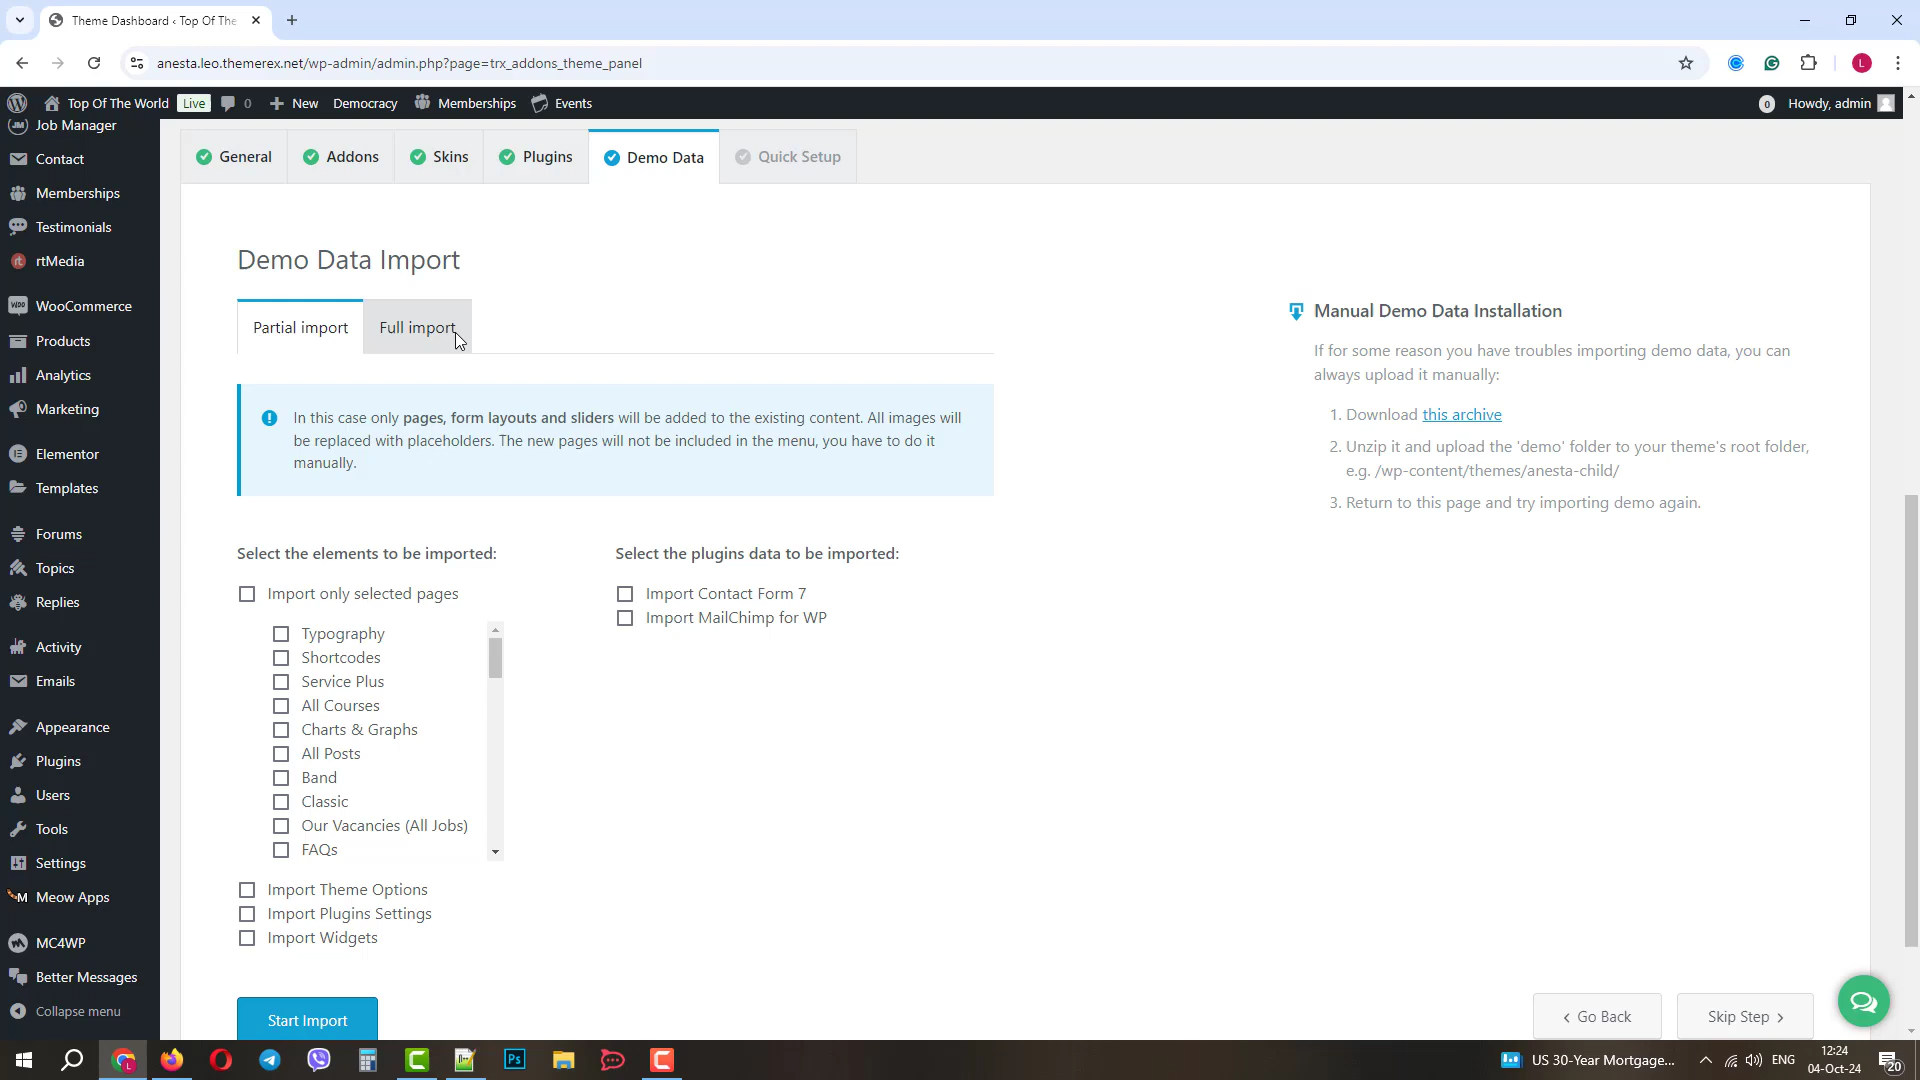 Theme Dashboard ‹ Top Of The
anesta.leo.themerex.net/wp-admin/admin.php?page=trx_addons_theme_panel
L
Top Of The World Live 0 New Democracy Memberships Events
0 Howdy, admin
JM Job Manager
Contact
Memberships
Testimonials
rt rtMedia
Woo WooCommerce
Products
Analytics
Marketing
Elementor
Templates
Forums
Topics
Replies
Activity
Emails
Appearance
Plugins
Users
Tools
Settings
Meow Apps
MC4WP
Better Messages
Collapse menu
General Addons Skins Plugins Demo Data Quick Setup
Demo Data Import
Partial import Full import
In this case only pages, form layouts and sliders will be added to the existing content. All images will
be replaced with placeholders. The new pages will not be included in the menu, you have to do it
manually.
Select the elements to be imported:
Import only selected pages
Typography
Shortcodes
Service Plus
All Courses
Charts & Graphs
All Posts
Band
Classic
Our Vacancies (All Jobs)
FAQs
Import Theme Options
Import Plugins Settings
Import Widgets
Select the plugins data to be imported:
Import Contact Form 7
Import MailChimp for WP
Manual Demo Data Installation
If for some reason you have troubles importing demo data, you can
always upload it manually:
1. Download this archive
2. Unzip it and upload the 'demo' folder to your theme's root folder,
e.g. /wp-content/themes/anesta-child/
3. Return to this page and try importing demo again.
Start Import
‹ Go Back
Skip Step ›
L
Ps
US 30-Year Mortgage...
ENG
12:24
04-Oct-24
20